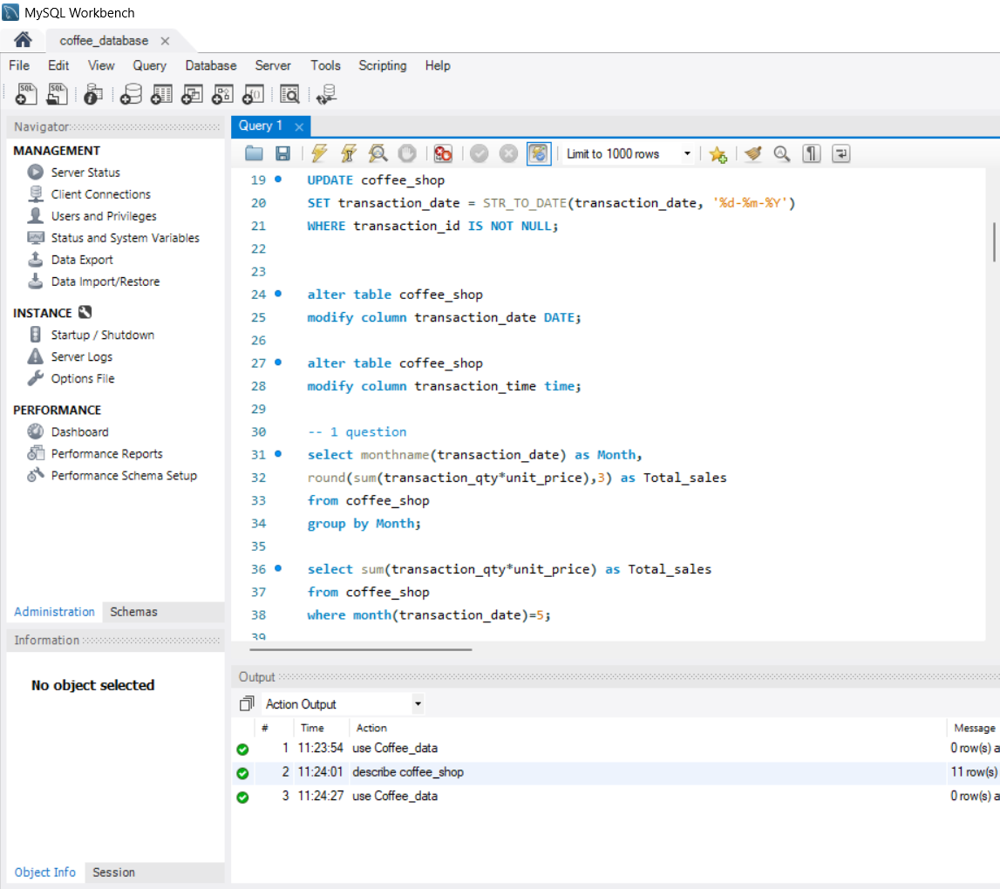 MySQL Workbench
coffee_database
File Edit View Query Database Server Tools Scripting Help
SQL SQL
Navigator
MANAGEMENT
Server Status
Client Connections
Users and Privileges
Status and System Variables
Data Export
Data Import/Restore
INSTANCE
Startup / Shutdown
Server Logs
Options File
PERFORMANCE
Dashboard
Performance Reports
Performance Schema Setup
Administration Schemas
Information
No object selected
Object Info Session
Query 1
Limit to 1000 rows
19 UPDATE coffee_shop
20 SET transaction_date = STR_TO_DATE(transaction_date, '%d-%m-%Y')
21 WHERE transaction_id IS NOT NULL;
22
23
24 alter table coffee_shop
25 modify column transaction_date DATE;
26
27 alter table coffee_shop
28 modify column transaction_time time;
29
30 -- 1 question
31 select monthname(transaction_date) as Month,
32 round(sum(transaction_qty*unit_price),3) as Total_sales
33 from coffee_shop
34 group by Month;
35
36 select sum(transaction_qty*unit_price) as Total_sales
37 from coffee_shop
38 where month(transaction_date)=5;
39
Output
Action Output
# Time Action Message
1 11:23:54 use Coffee_data 0 row(s) a
2 11:24:01 describe coffee_shop 11 row(s)
3 11:24:27 use Coffee_data 0 row(s) a